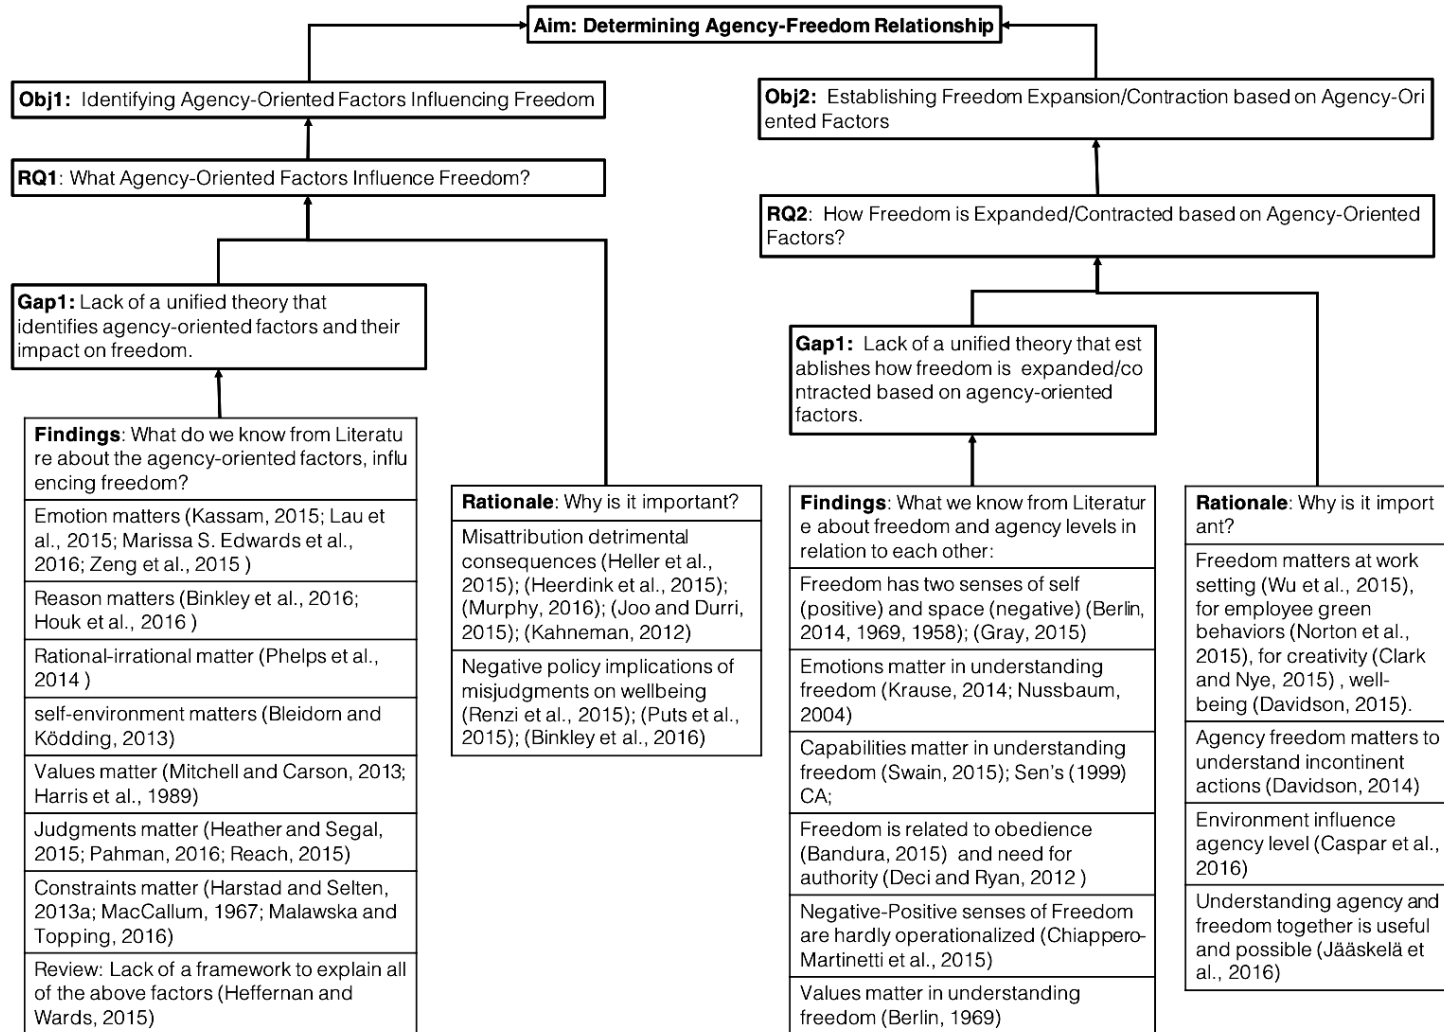 Aim: Determining Agency-Freedom Relationship
Obj1: Identifying Agency-Oriented Factors Influencing Freedom
RQ1: What Agency-Oriented Factors Influence Freedom?
Gap1: Lack of a unified theory that
identifies agency-oriented factors and their
impact on freedom.
Findings: What do we know from Literatu
re about the agency-oriented factors, influ
encing freedom?
Emotion matters (Kassam, 2015; Lau et
al., 2015; Marissa S. Edwards et al.,
2016; Zeng et al., 2015 )
Reason matters (Binkley et al., 2016;
Houk et al., 2016 )
Rational-irrational matter (Phelps et al.,
2014 )
self-environment matters (Bleidorn and
Ködding, 2013)
Values matter (Mitchell and Carson, 2013;
Harris et al., 1989)
Judgments matter (Heather and Segal,
2015; Pahman, 2016; Reach, 2015)
Constraints matter (Harstad and Selten,
2013a; MacCallum, 1967; Malawska and
Topping, 2016)
Review: Lack of a framework to explain all
of the above factors (Heffernan and
Wards, 2015)
Rationale: Why is it important?
Misattribution detrimental
consequences (Heller et al.,
2015); (Heerdink et al., 2015);
(Murphy, 2016); (Joo and Durri,
2015); (Kahneman, 2012)
Negative policy implications of
misjudgments on wellbeing
(Renzi et al., 2015); (Puts et al.,
2015); (Binkley et al., 2016)
Obj2: Establishing Freedom Expansion/Contraction based on Agency-Ori
ented Factors
RQ2: How Freedom is Expanded/Contracted based on Agency-Oriented
Factors?
Gap1: Lack of a unified theory that est
ablishes how freedom is expanded/co
ntracted based on agency-oriented
factors.
Findings: What we know from Literatur
e about freedom and agency levels in
relation to each other:
Freedom has two senses of self
(positive) and space (negative) (Berlin,
2014, 1969, 1958); (Gray, 2015)
Emotions matter in understanding
freedom (Krause, 2014; Nussbaum,
2004)
Capabilities matter in understanding
freedom (Swain, 2015); Sen's (1999)
CA;
Freedom is related to obedience
(Bandura, 2015) and need for
authority (Deci and Ryan, 2012 )
Negative-Positive senses of Freedom
are hardly operationalized (Chiappero-
Martinetti et al., 2015)
Values matter in understanding
freedom (Berlin, 1969)
Rationale: Why is it import
ant?
Freedom matters at work
setting (Wu et al., 2015),
for employee green
behaviors (Norton et al.,
2015), for creativity (Clark
and Nye, 2015) , well-
being (Davidson, 2015).
Agency freedom matters to
understand incontinent
actions (Davidson, 2014)
Environment influence
agency level (Caspar et al.,
2016)
Understanding agency and
freedom together is useful
and possible (Jääskelä et
al., 2016)